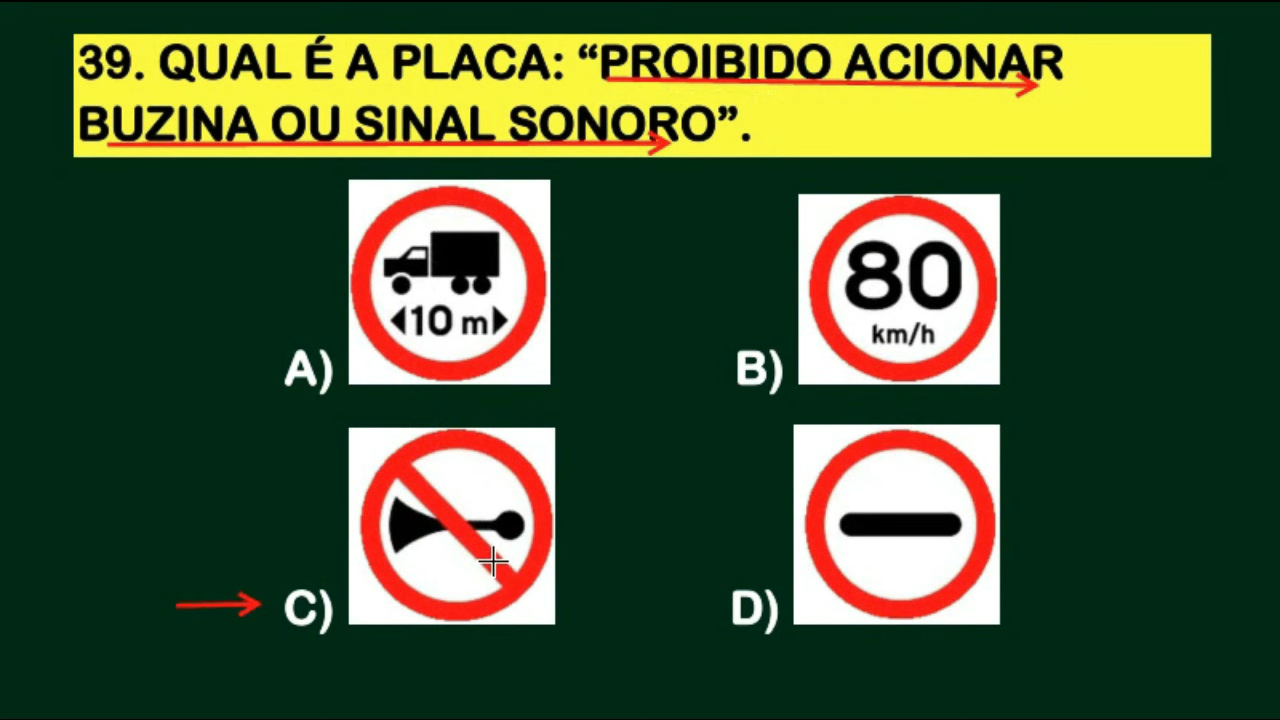 39. QUAL É A PLACA: “PROIBIDO ACIONAR
BUZINA OU SINAL SONORO”.
10 m
A)
80
km/h
B)
C)
D)